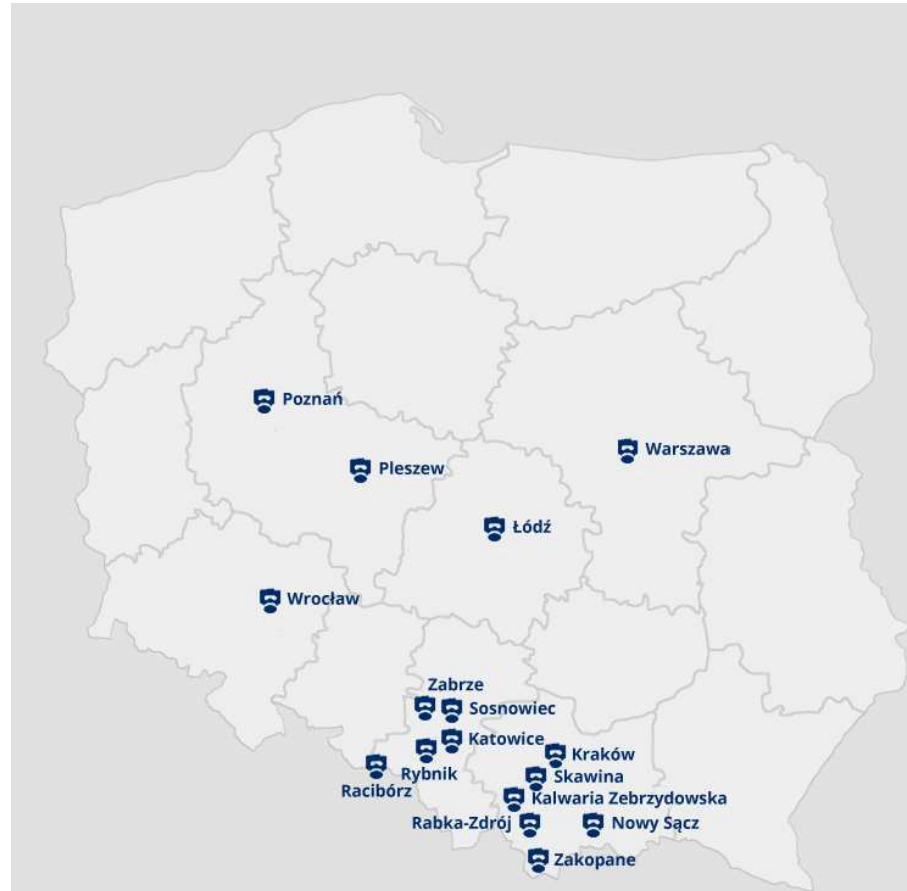 Poznań
Warszawa
Pleszew
Łódź
Wrocław
Zabrze
Sosnowiec
Katowice
Kraków
Rybnik
Skawina
Racibórz
Kalwaria Zebrzydowska
Rabka-Zdrój
Nowy Sącz
Zakopane